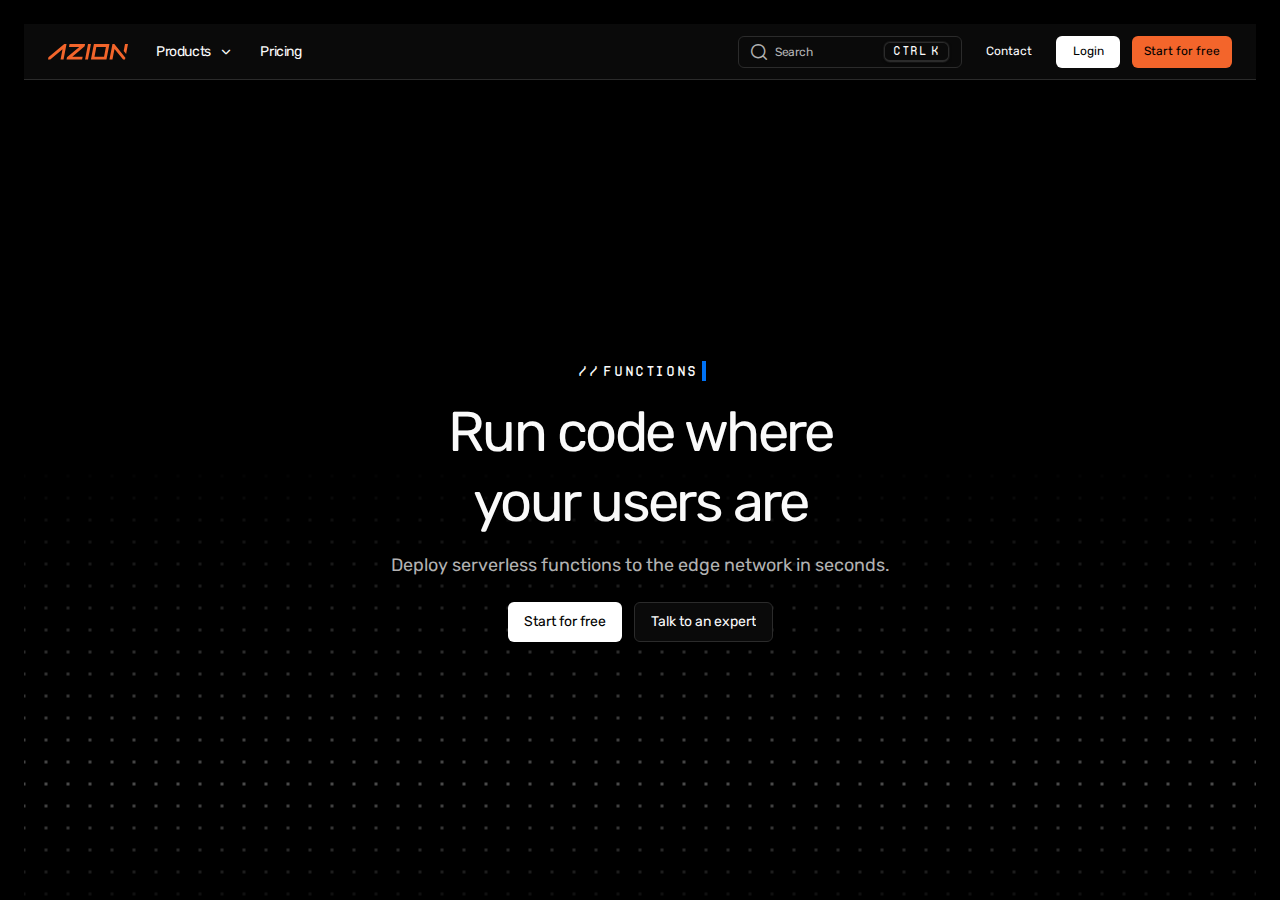 AZION
Products
Pricing
Search
CTRL K
Contact
Login
Start for free
//FUNCTIONS
Run code where
your users are
Deploy serverless functions to the edge network in seconds.
Start for free
Talk to an expert